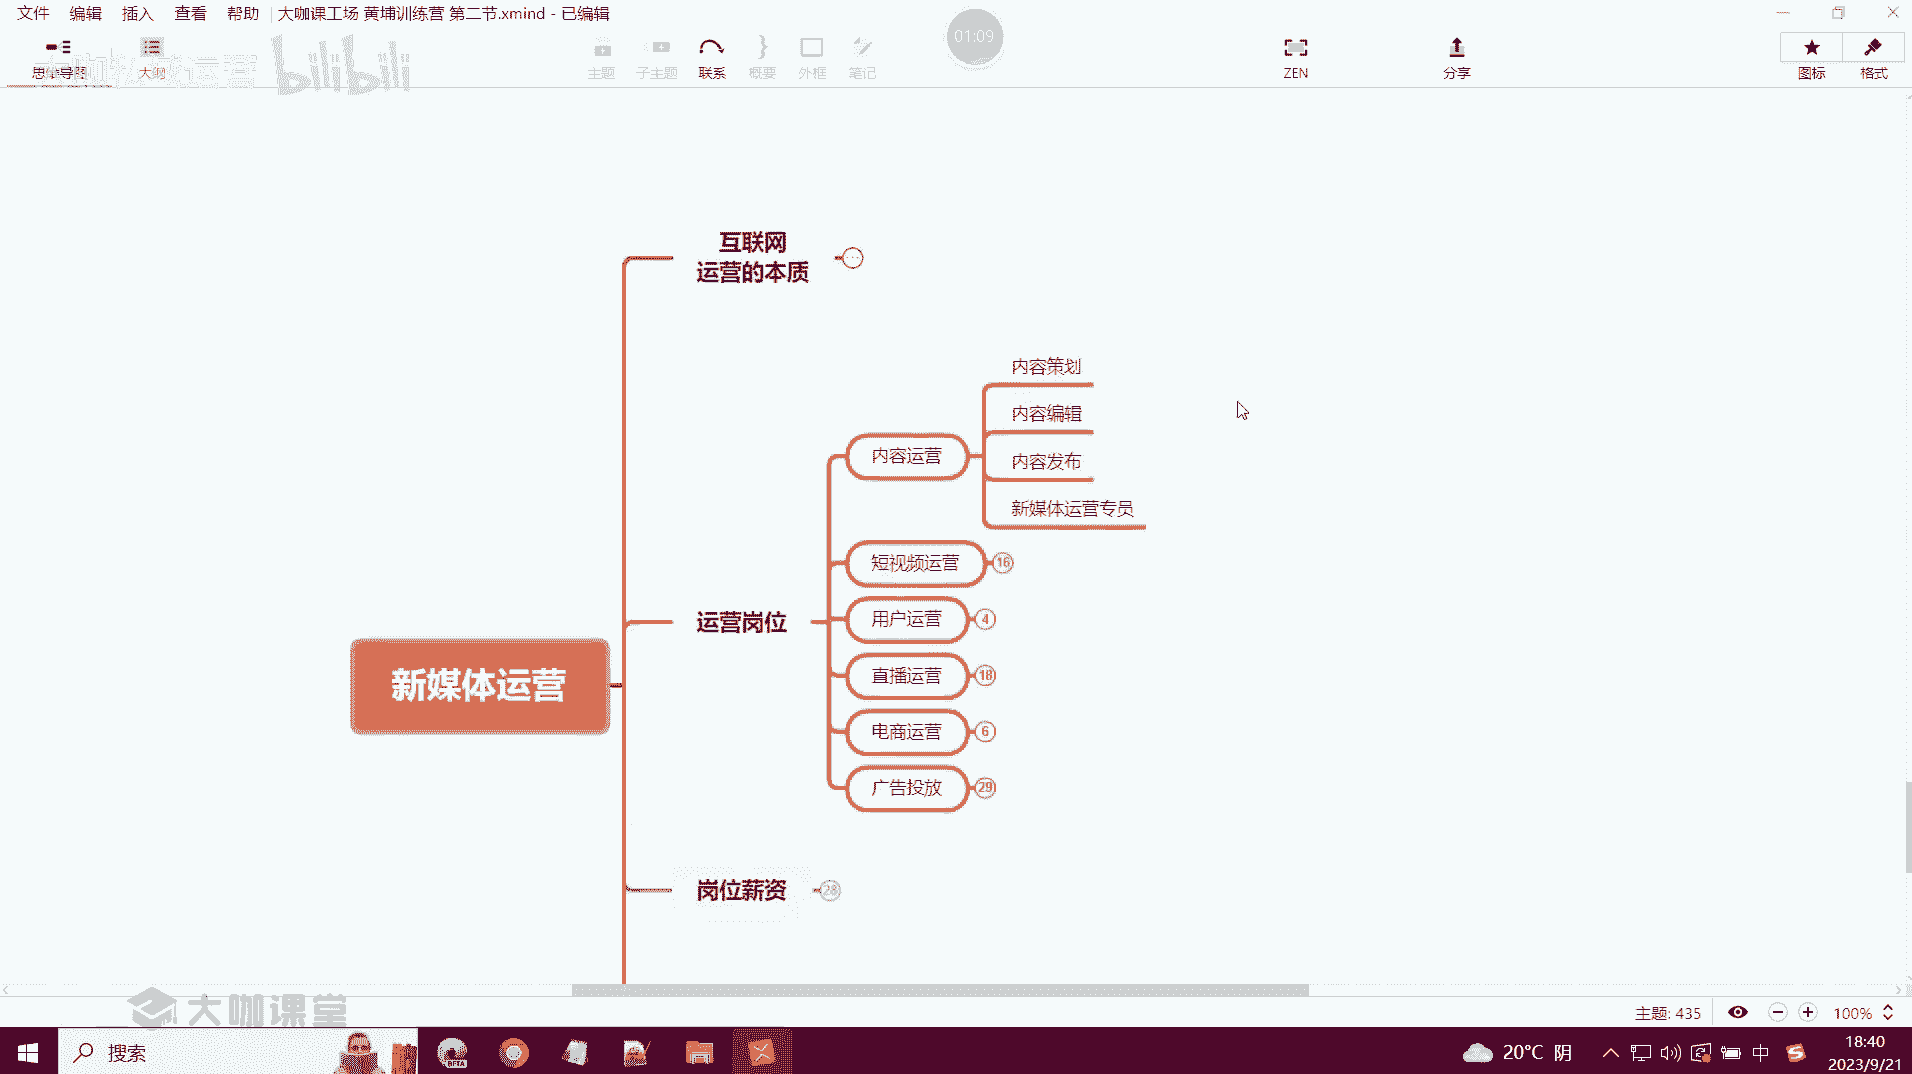 文件 编辑 插入 查看 帮助 大咖课工场 黄埔训练营 第二节.xmind - 已编辑
01:09
思维导图 大纲 主题 子主题 联系 概要 外框 笔记 ZEN 分享 图标 格式
bilibili
互联网
运营的本质
内容策划
内容编辑
内容运营
内容发布
新媒体运营专员
短视频运营 16
用户运营 4
运营岗位
新媒体运营
直播运营 18
电商运营 6
广告投放 29
岗位薪资 28
大咖课堂
主题: 435 100%
搜索
BETA
20°C 阴 中
18:40
2023/9/21